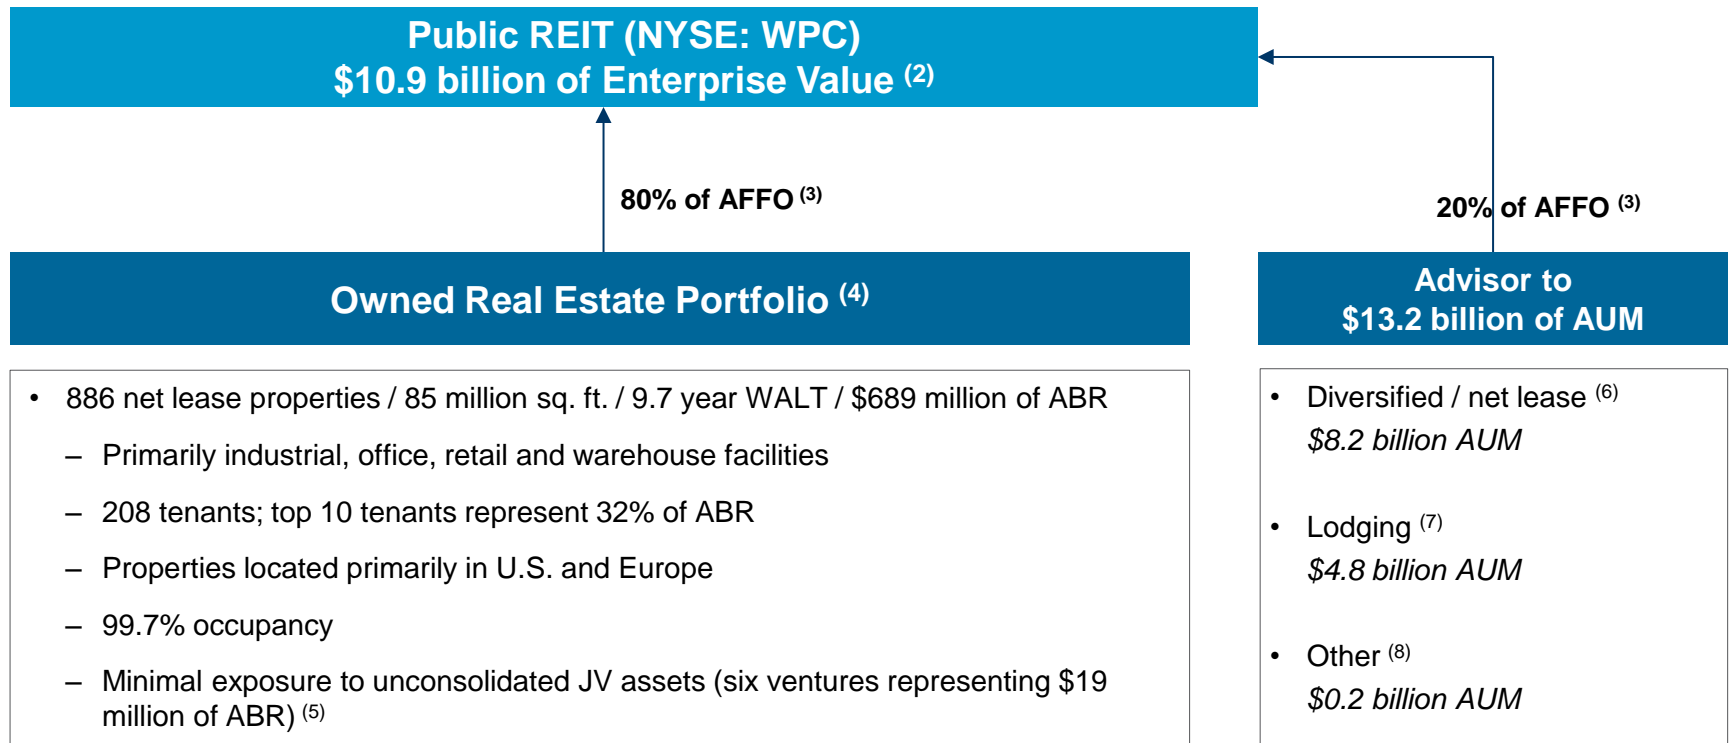 Public REIT (NYSE: WPC)
$10.9 billion of Enterprise Value (2)
80% of AFFO (3)
20% of AFFO (3)
Owned Real Estate Portfolio (4)
Advisor to
$13.2 billion of AUM
• 886 net lease properties / 85 million sq. ft. / 9.7 year WALT / $689 million of ABR
– Primarily industrial, office, retail and warehouse facilities
– 208 tenants; top 10 tenants represent 32% of ABR
– Properties located primarily in U.S. and Europe
– 99.7% occupancy
– Minimal exposure to unconsolidated JV assets (six ventures representing $19
million of ABR) (5)
• Diversified / net lease (6)
$8.2 billion AUM
• Lodging (7)
$4.8 billion AUM
• Other (8)
$0.2 billion AUM